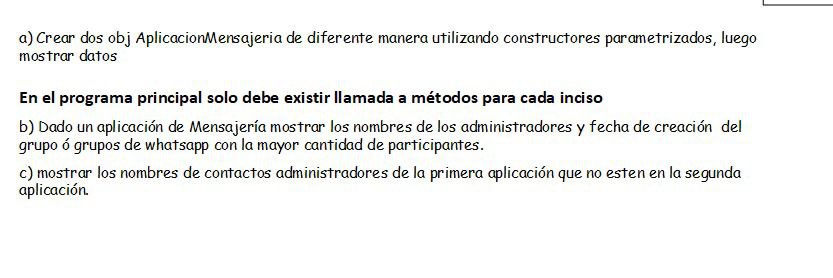 a) Crear dos obj AplicacionMensajeria de diferente manera utilizando constructores parametrizados, luego
mostrar datos
En el programa principal solo debe existir llamada a métodos para cada inciso
b) Dado un aplicación de Mensajería mostrar los nombres de los administradores y fecha de creación del
grupo ó grupos de whatsapp con la mayor cantidad de participantes.
c) mostrar los nombres de contactos administradores de la primera aplicación que no esten en la segunda
aplicación.